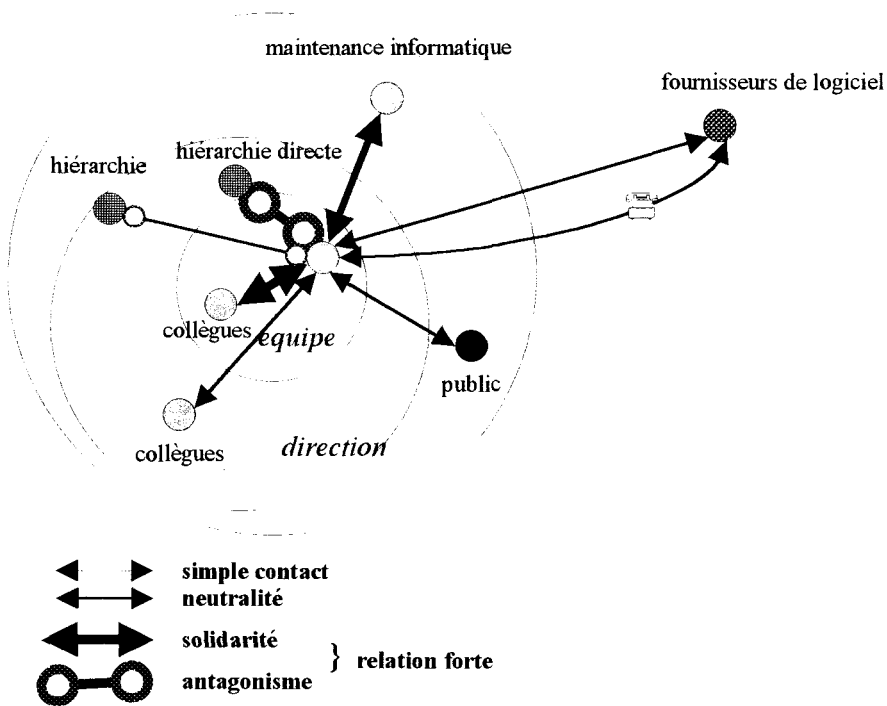 maintenance informatique
fournisseurs de logiciel
hiérarchie directe
hiérarchie
collègues
equipe
public
collègues
direction
simple contact
neutralité
solidarité
} relation forte
antagonisme